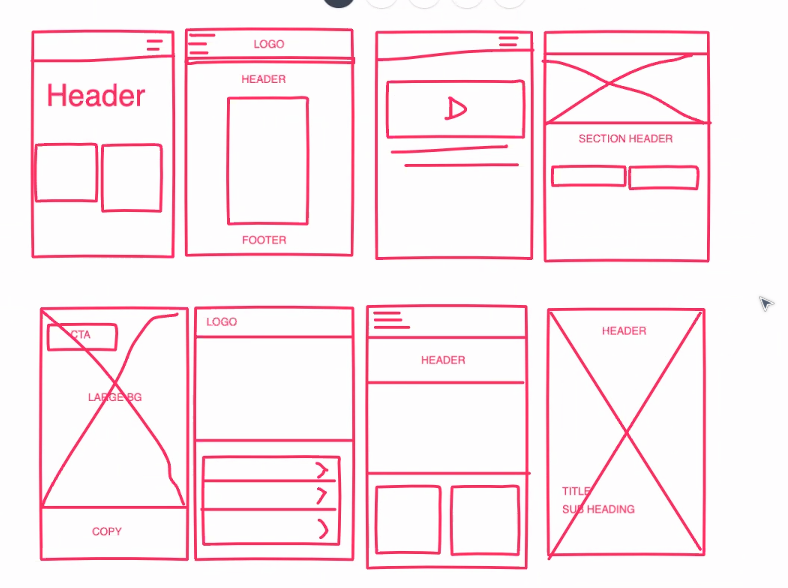 Header
LOGO
HEADER
FOOTER
SECTION HEADER
CTA
LARGE BG
COPY
LOGO
HEADER
HEADER
TITLE
SUB HEADING